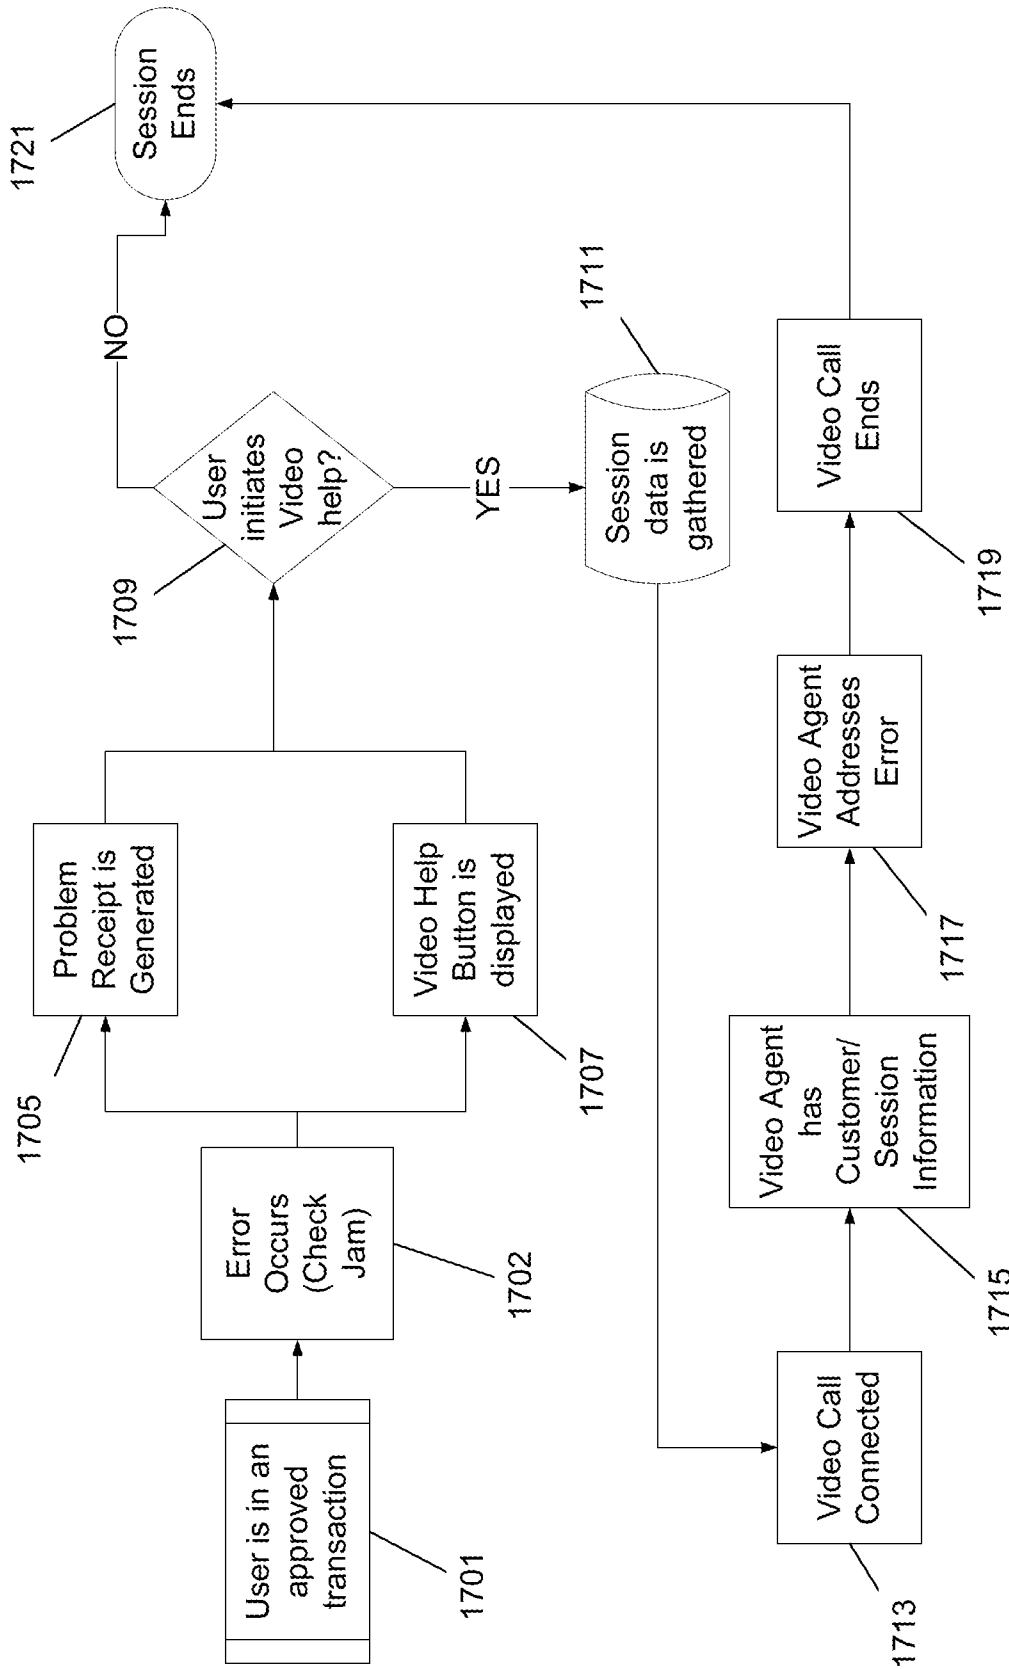 User is in an
approved
transaction
1701
Error
Occurs
(Check
Jam)
1702
Problem
Receipt is
Generated
1705
Video Help
Button is
displayed
1707
User
initiates
Video
help?
1709
NO
YES
Session
Ends
1721
Session
data is
gathered
1711
Video Call
Connected
1713
Video Agent
has
Customer/
Session
Information
1715
Video Agent
Addresses
Error
1717
Video Call
Ends
1719